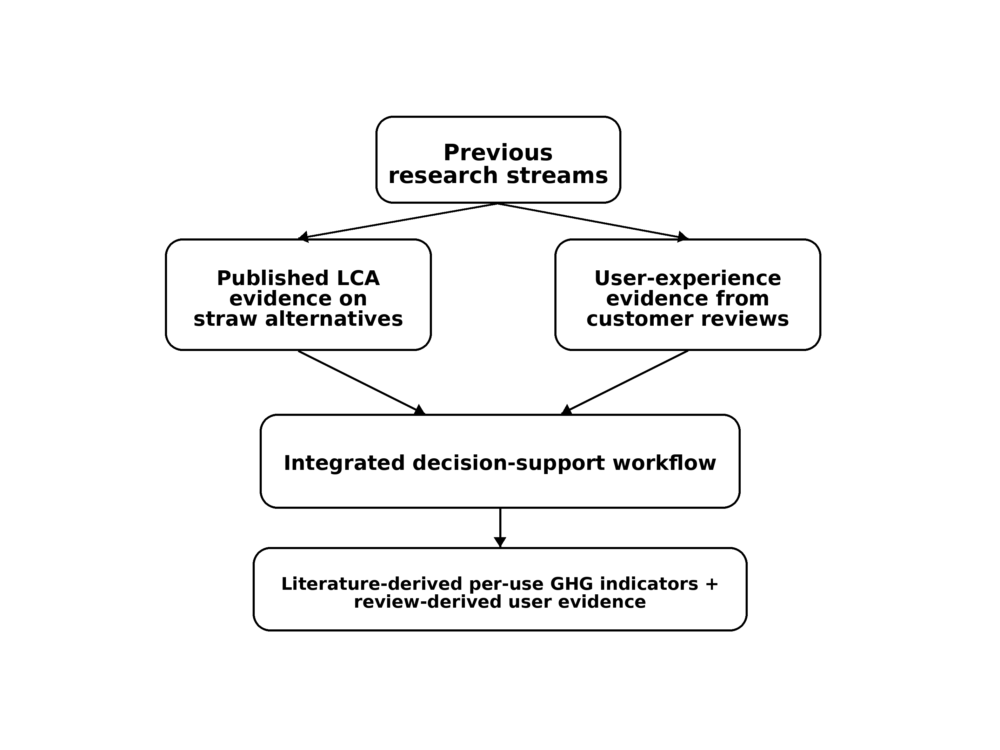 Previous
research streams
Published LCA
evidence on
straw alternatives
User-experience
evidence from
customer reviews
Integrated decision-support workflow
Literature-derived per-use GHG indicators +
review-derived user evidence